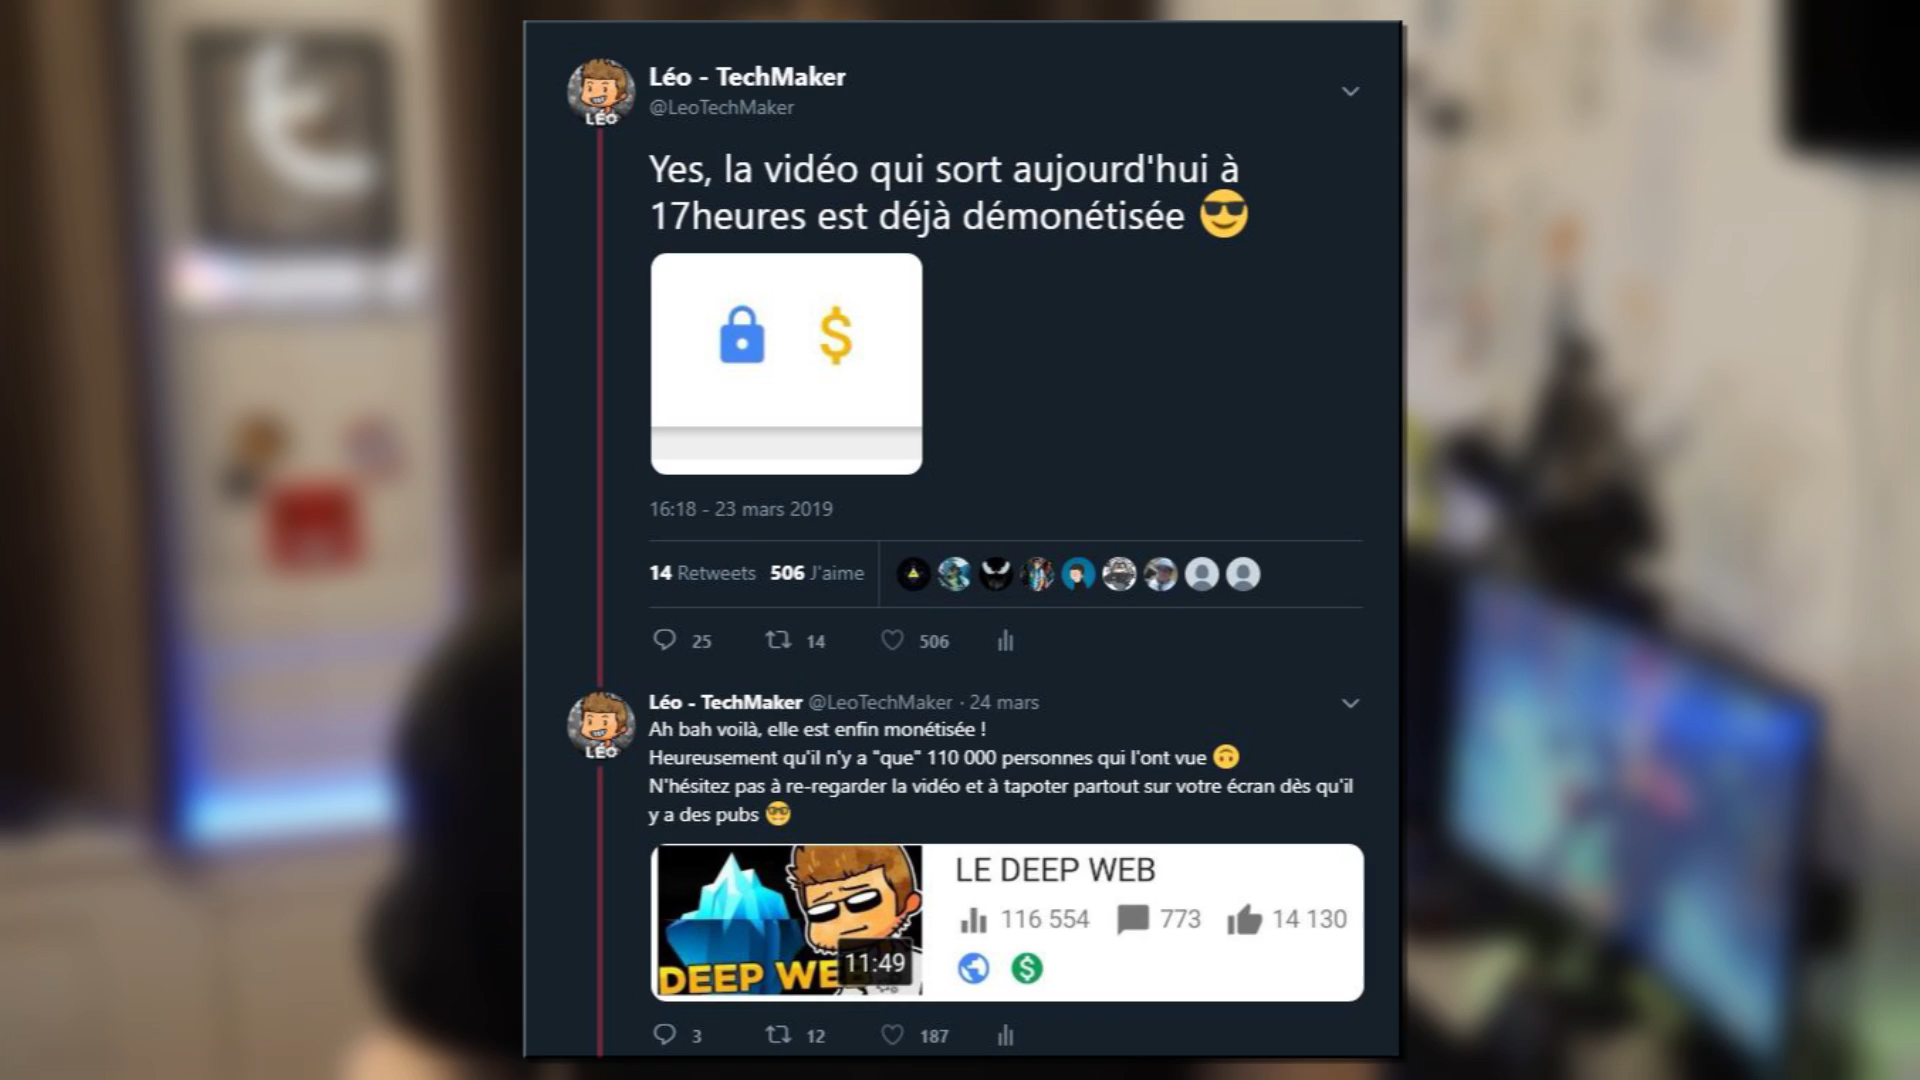 Léo - TechMaker
@LeoTechMaker
LÉO
Yes, la vidéo qui sort aujourd'hui à
17heures est déjà démonétisée 😎
$
16:18 - 23 mars 2019
14 Retweets 506 J'aime
25 14 506
Léo - TechMaker @LeoTechMaker · 24 mars
LÉO
Ah bah voilà, elle est enfin monétisée !
Heureusement qu'il n'y a "que" 110 000 personnes qui l'ont vue 🙃
N'hésitez pas à re-regarder la vidéo et à tapoter partout sur votre écran dès qu'il
y a des pubs 🤓
LE DEEP WEB
116 554 773 14 130
$
DEEP WE
11:49
3 12 187